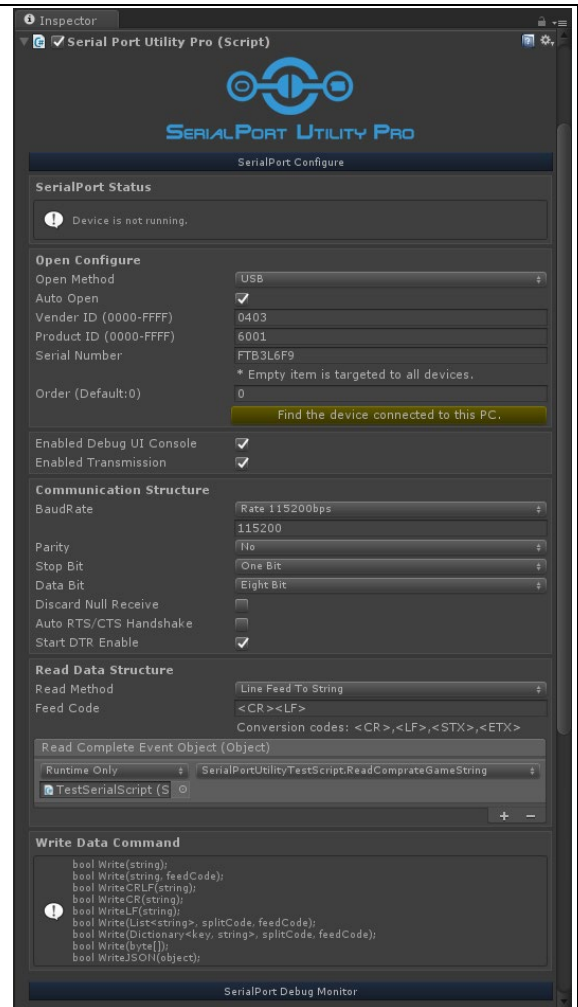 Inspector
Serial Port Utility Pro (Script)
SERIALPORT UTILITY PRO
SerialPort Configure
SerialPort Status
Device is not running.
Open Configure
Open Method USB
Auto Open
Vender ID (0000-FFFF) 0403
Product ID (0000-FFFF) 6001
Serial Number FTB3L6F9
* Empty item is targeted to all devices.
Order (Default:0) 0
Find the device connected to this PC.
Enabled Debug UI Console
Enabled Transmission
Communication Structure
BaudRate Rate 115200bps
115200
Parity No
Stop Bit One Bit
Data Bit Eight Bit
Discard Null Receive
Auto RTS/CTS Handshake
Start DTR Enable
Read Data Structure
Read Method Line Feed To String
Feed Code <CR><LF>
Conversion codes: <CR>,<LF>,<STX>,<ETX>
Read Complete Event Object (Object)
Runtime Only SerialPortUtilityTestScript.ReadComprateGameString
TestSerialScript (S
+ −
Write Data Command
bool Write(string);
bool Write(string, feedCode);
bool WriteCRLF(string);
bool WriteCR(string);
bool WriteLF(string);
bool Write(List<string>, splitCode, feedCode);
bool Write(Dictionary<key, string>, splitCode, feedCode);
bool Write(byte[]);
bool WriteJSON(object);
SerialPort Debug Monitor